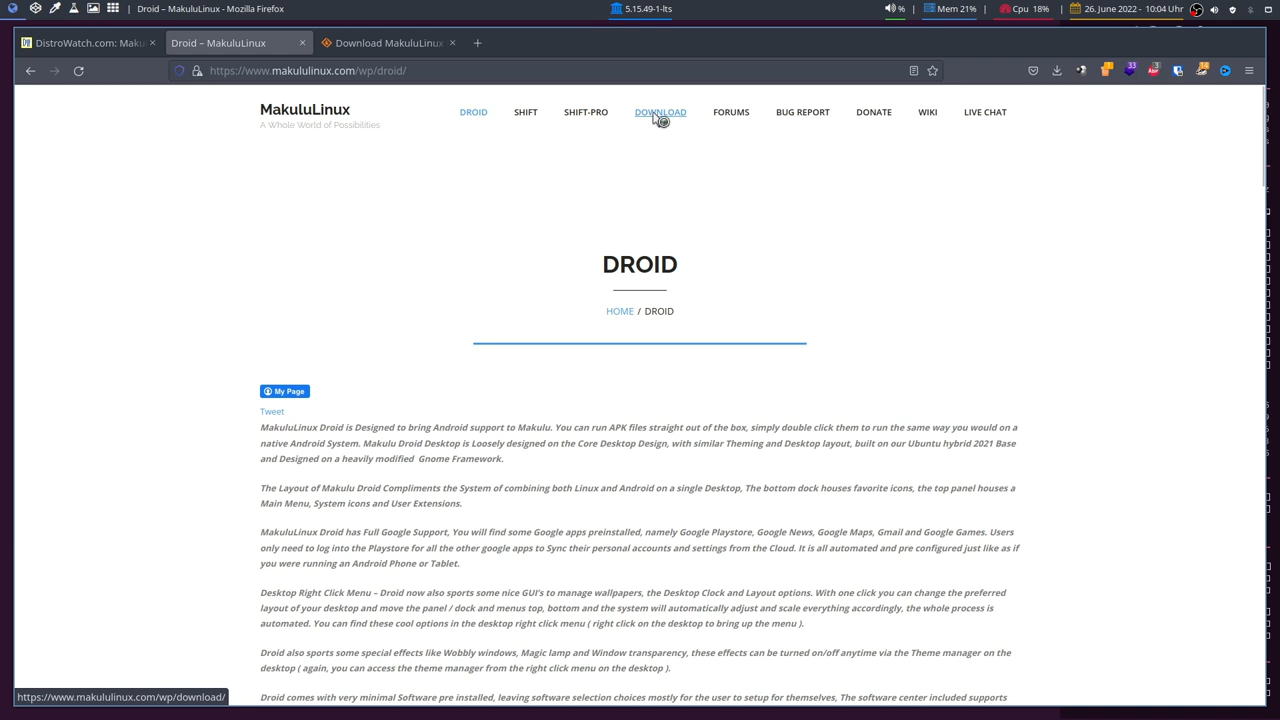 Droid – MakuluLinux - Mozilla Firefox
5.15.49-1-lts
%
Mem 21%
Cpu 18%
26. June 2022 - 10:04 Uhr
DistroWatch.com: Maku
Droid – MakuluLinux
Download MakuluLinux
https://www.makululinux.com/wp/droid/
MakuluLinux
A Whole World of Possibilities
DROID
SHIFT
SHIFT-PRO
DOWNLOAD
FORUMS
BUG REPORT
DONATE
WIKI
LIVE CHAT
DROID
HOME / DROID
My Page
Tweet
MakuluLinux Droid is Designed to bring Android support to Makulu. You can run APK files straight out of the box, simply double click them to run the same way you would on a
native Android System. Makulu Droid Desktop is Loosely designed on the Core Desktop Design, with similar Theming and Desktop layout, built on our Ubuntu hybrid 2021 Base
and Designed on a heavily modified  Gnome Framework.
The Layout of Makulu Droid Compliments the System of combining both Linux and Android on a single Desktop, The bottom dock houses favorite icons, the top panel houses a
Main Menu, System icons and User Extensions.
MakuluLinux Droid has Full Google Support, You will find some Google apps preinstalled, namely Google Playstore, Google News, Google Maps, Gmail and Google Games. Users
only need to log into the Playstore for all the other google apps to Sync their personal accounts and settings from the Cloud. It is all automated and pre configured just like as if
you were running an Android Phone or Tablet.
Desktop Right Click Menu – Droid now also sports some nice GUI's to manage wallpapers, the Desktop Clock and Layout options. With one click you can change the preferred
layout of your desktop and move the panel / dock and menus top, bottom and the system will automatically adjust and scale everything accordingly, the whole process is
automated. You can find these cool options in the desktop right click menu ( right click on the desktop to bring up the menu ).
Droid also sports some special effects like Wobbly windows, Magic lamp and Window transparency, these effects can be turned on/off anytime via the Theme manager on the
desktop ( again, you can access the theme manager from the right click menu on the desktop ).
Droid comes with very minimal Software pre installed, leaving software selection choices mostly for the user to setup for themselves, The software center included supports
https://www.makululinux.com/wp/download/